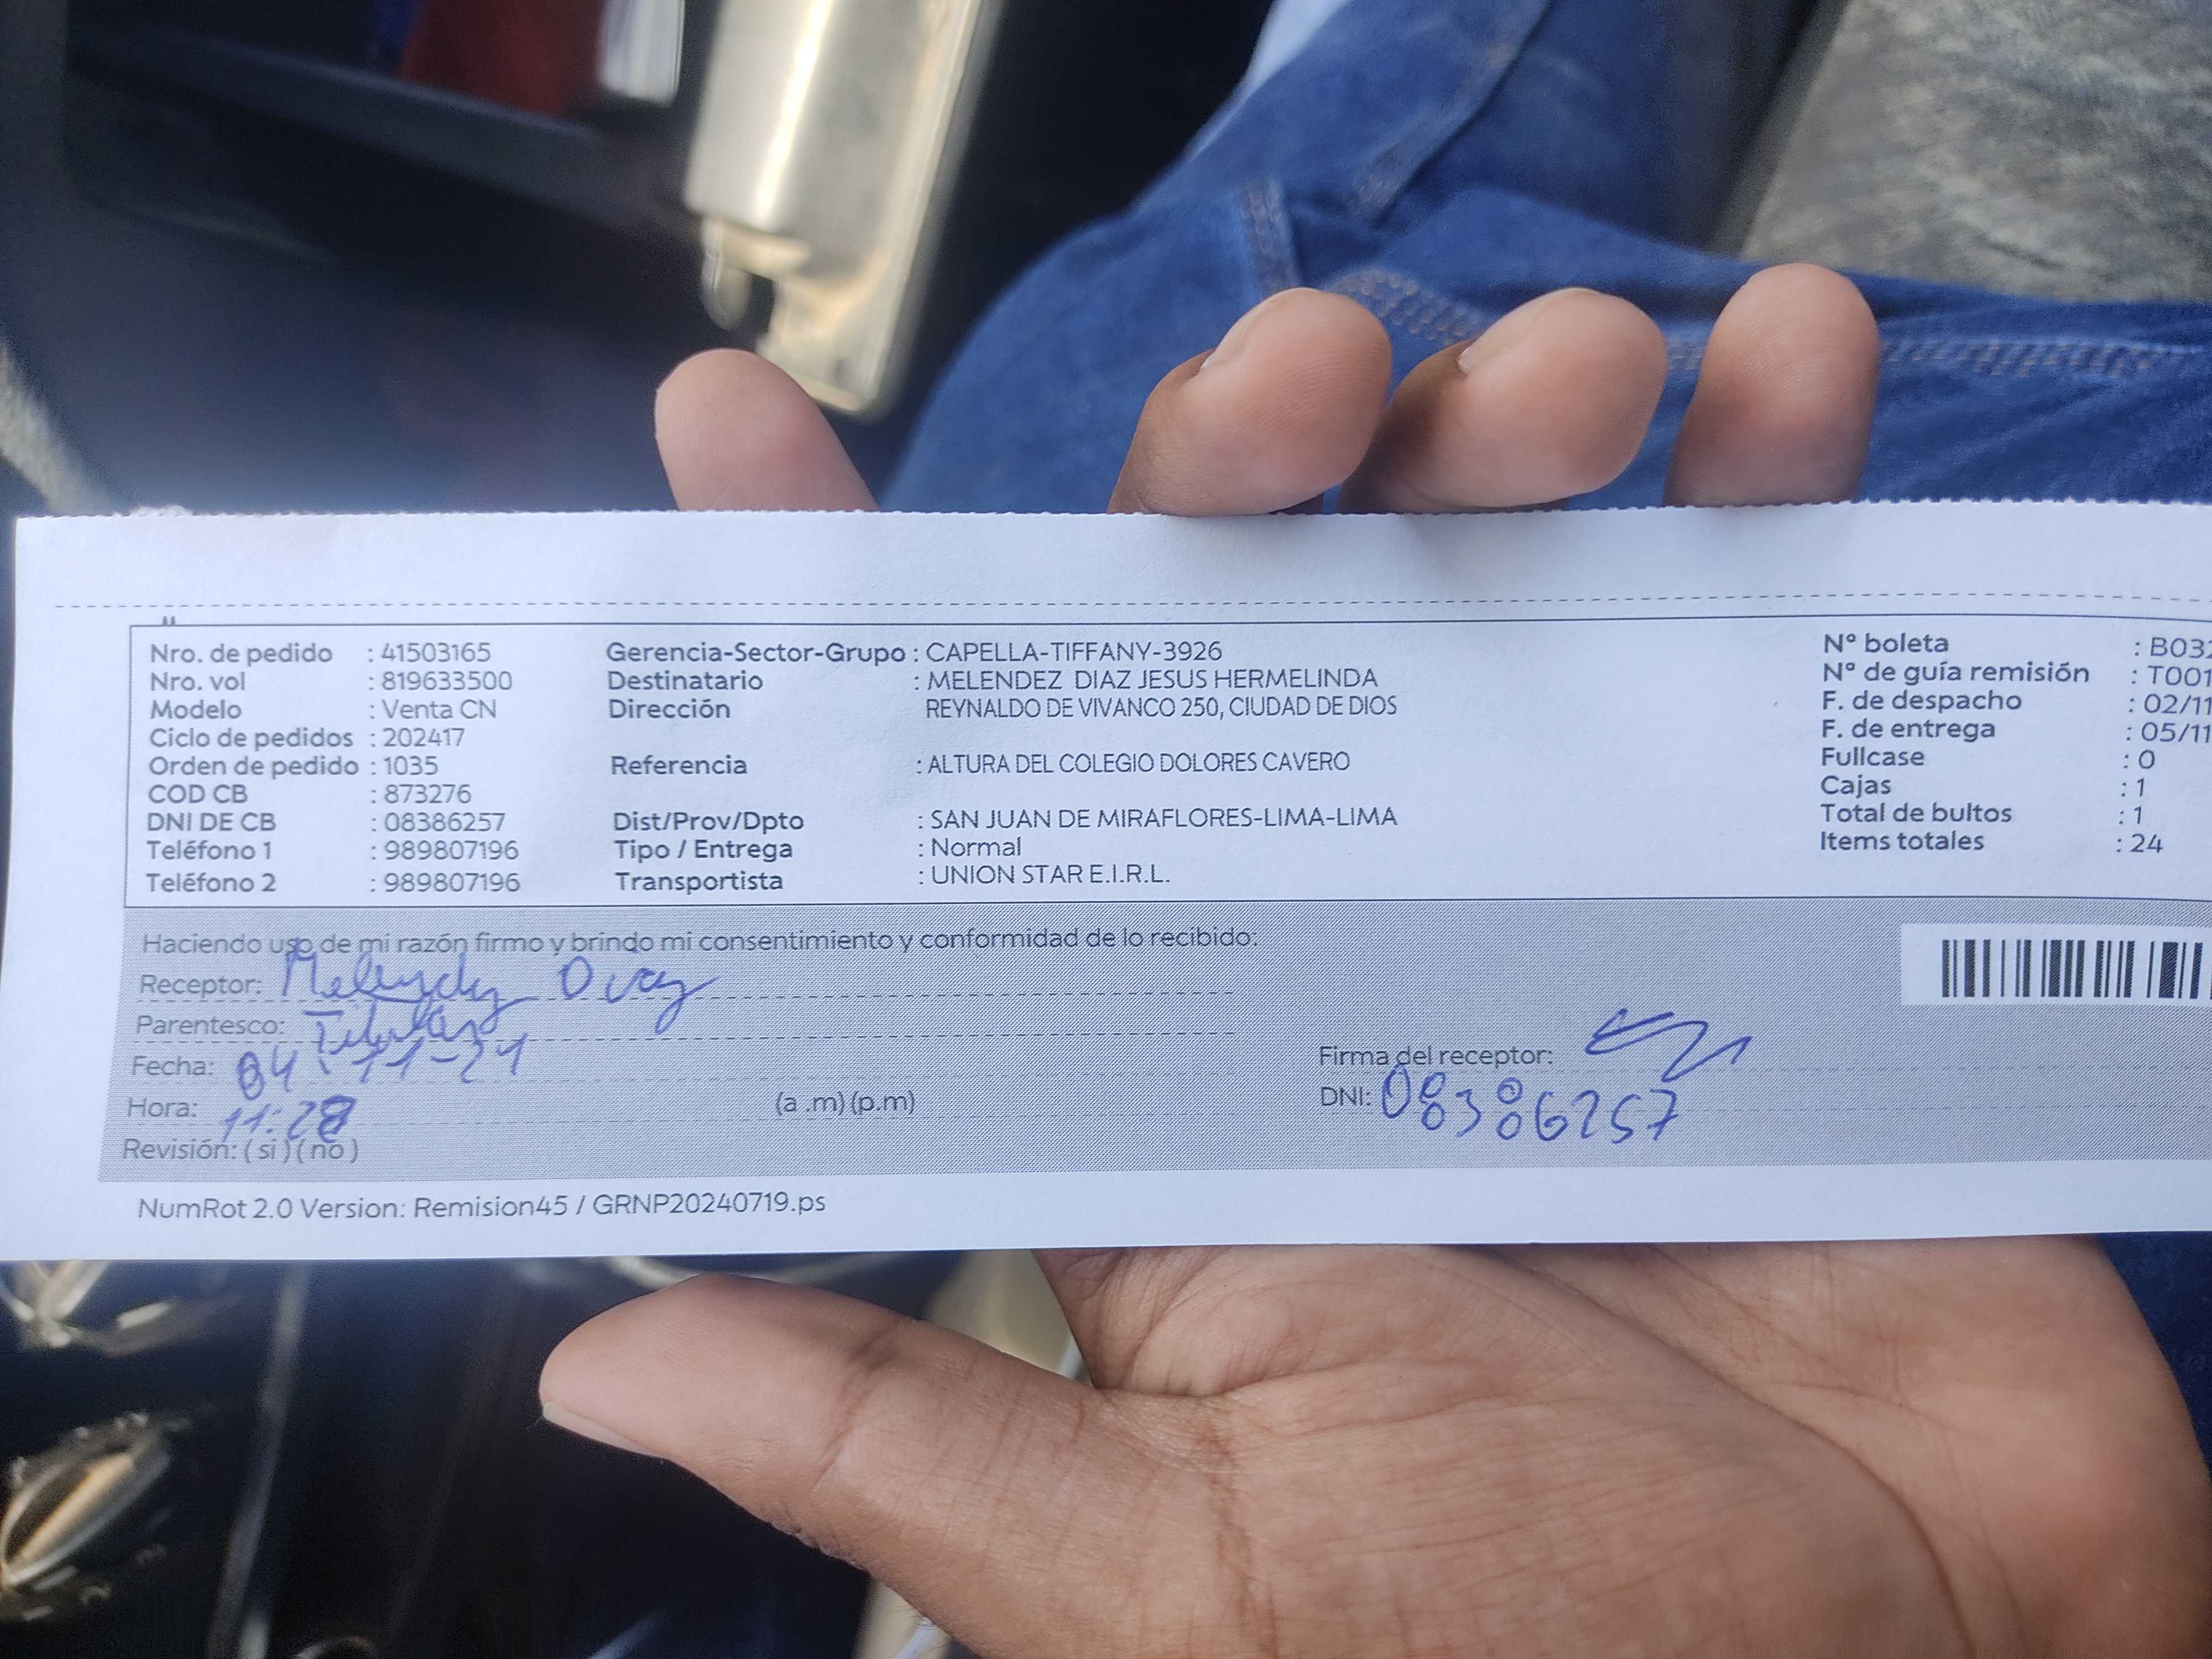 Nro. de pedido : 41503165 Gerencia-Sector-Grupo : CAPELLA-TIFFANY-3926 N° boleta : B032
Nro. vol : 819633500 Destinatario : MELENDEZ DIAZ JESUS HERMELINDA N° de guía remisión : T001
Modelo : Venta CN Dirección REYNALDO DE VIVANCO 250, CIUDAD DE DIOS F. de despacho : 02/11
Ciclo de pedidos : 202417 F. de entrega : 05/11
Orden de pedido : 1035 Referencia : ALTURA DEL COLEGIO DOLORES CAVERO Fullcase : 0
COD CB : 873276 Cajas : 1
DNI DE CB : 08386257 Dist/Prov/Dpto : SAN JUAN DE MIRAFLORES-LIMA-LIMA Total de bultos : 1
Teléfono 1 : 989807196 Tipo / Entrega : Normal Items totales : 24
Teléfono 2 : 989807196 Transportista : UNION STAR E.I.R.L.
Haciendo uso de mi razón firmo y brindo mi consentimiento y conformidad de lo recibido:
Receptor: Melendez Diaz
Parentesco: Titular
Fecha: 04-11-24 Firma del receptor:
Hora: 11:28 (a .m) (p.m) DNI: 08386257
Revisión: ( si ) ( no )
NumRot 2.0 Version: Remision45 / GRNP20240719.ps